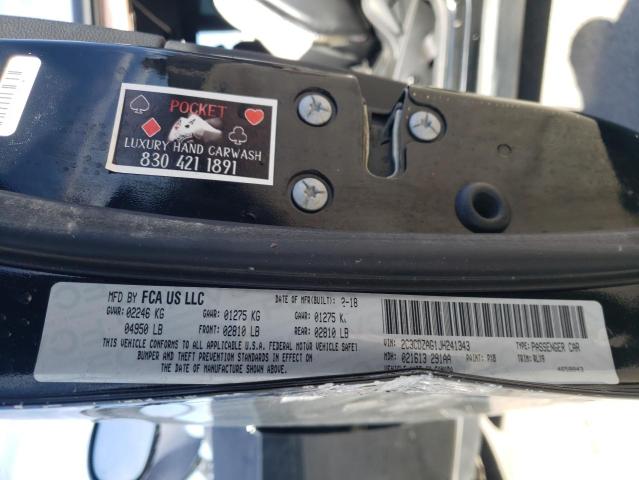 POCKET
LUXURY HAND CARWASH
830 421 1891
MFD BY FCA US LLC
DATE OF MFR(BUILT): 2-18
GVWR: 02246 KG
GAWR: 01275 KG
GAWR: 01275 K
04950 LB
FRONT: 02810 LB
REAR: 02810 LB
THIS VEHICLE CONFORMS TO ALL APPLICABLE U.S.A. FEDERAL MOTOR VEHICLE SAFETY
BUMPER AND THEFT PREVENTION STANDARDS IN EFFECT ON
THE DATE OF MANUFACTURE SHOWN ABOVE.
VIN: 2C3CDZAG1JH241343
TYPE: PASSENGER CAR
MDH: 021613 291AA
PAINT: PX8
TRIM: BLX9